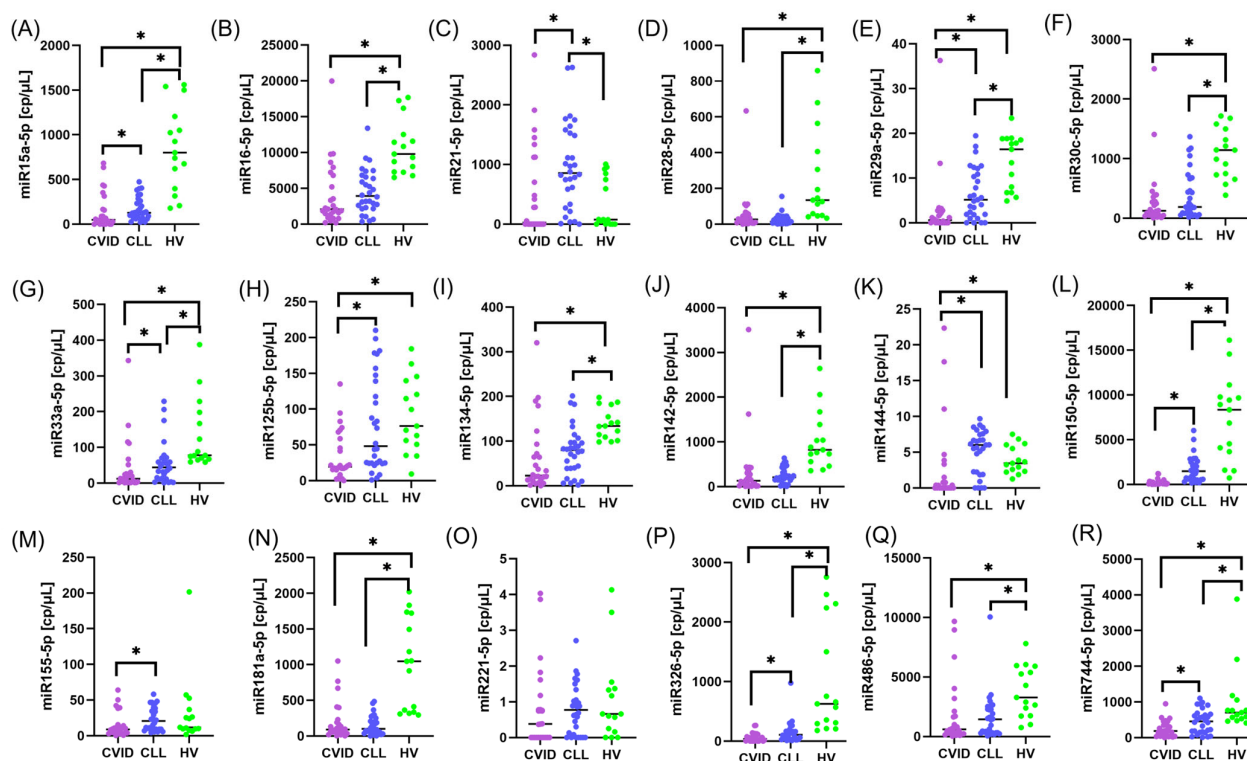 (A)
miR15a-5p [cp/µL]
2000
1500
1000
500
0
* * *
CVID CLL HV
(B)
miR16-5p [cp/µL]
25000
20000
15000
10000
5000
0
* *
CVID CLL HV
(C)
miR21-5p [cp/µL]
3000
2000
1000
0
* *
CVID CLL HV
(D)
miR28-5p [cp/µL]
1000
800
600
400
200
0
* *
CVID CLL HV
(E)
miR29a-5p [cp/µL]
40
30
20
10
0
* * *
CVID CLL HV
(F)
miR30c-5p [cp/µL]
3000
2000
1000
0
* *
CVID CLL HV
(G)
miR33a-5p [cp/µL]
500
400
300
200
100
0
* * *
CVID CLL HV
(H)
miR125b-5p [cp/µL]
250
200
150
100
50
0
* *
CVID CLL HV
(I)
miR134-5p [cp/µL]
400
300
200
100
0
* *
CVID CLL HV
(J)
miR142-5p [cp/µL]
4000
3000
2000
1000
0
* *
CVID CLL HV
(K)
miR144-5p [cp/µL]
25
20
15
10
5
0
* *
CVID CLL HV
(L)
miR150-5p [cp/µL]
20000
15000
10000
5000
0
* * *
CVID CLL HV
(M)
miR155-5p [cp/µL]
250
200
150
100
50
0
*
CVID CLL HV
(N)
miR181a-5p [cp/µL]
2500
2000
1500
1000
500
0
* *
CVID CLL HV
(O)
miR221-5p [cp/µL]
5
4
3
2
1
0
CVID CLL HV
(P)
miR326-5p [cp/µL]
3000
2000
1000
0
* * *
CVID CLL HV
(Q)
miR486-5p [cp/µL]
15000
10000
5000
0
* *
CVID CLL HV
(R)
miR744-5p [cp/µL]
5000
4000
3000
2000
1000
0
* * *
CVID CLL HV